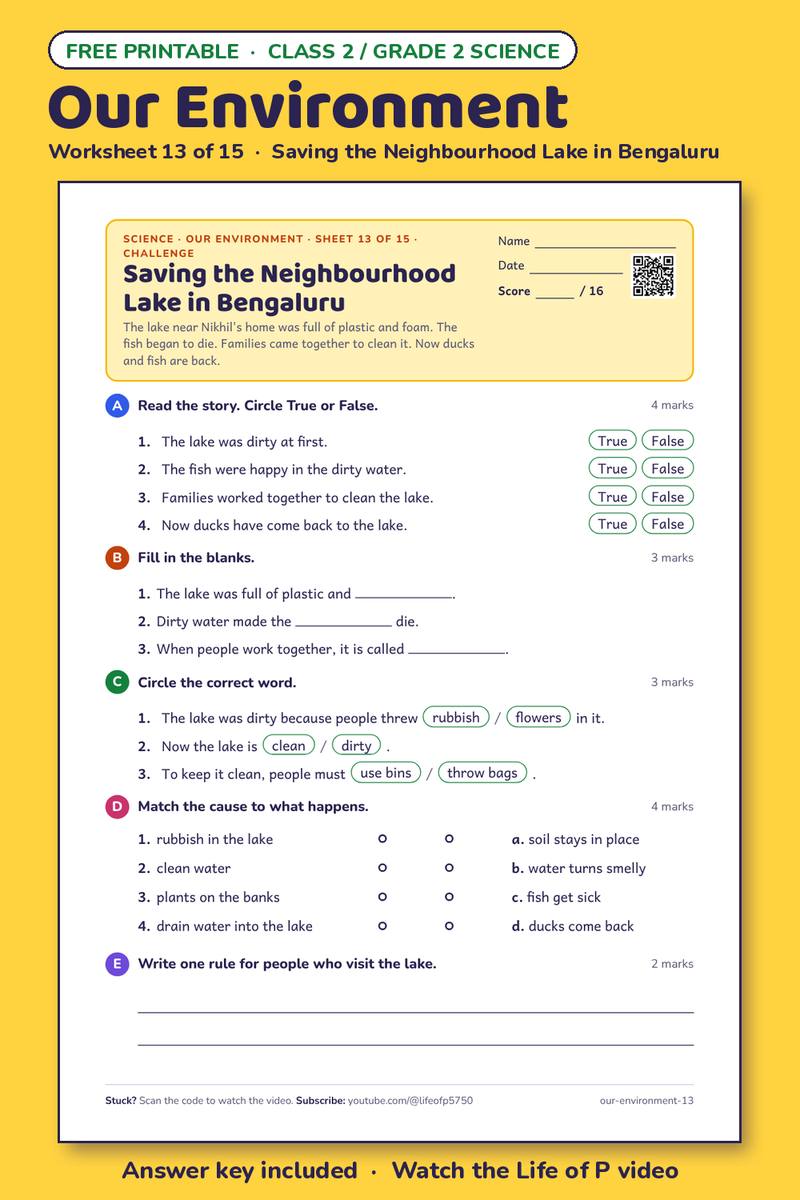 FREE PRINTABLE · CLASS 2 / GRADE 2 SCIENCE
Our Environment
Worksheet 13 of 15 · Saving the Neighbourhood Lake in Bengaluru
SCIENCE · OUR ENVIRONMENT · SHEET 13 OF 15 ·
CHALLENGE
Saving the Neighbourhood
Lake in Bengaluru
The lake near Nikhil's home was full of plastic and foam. The
fish began to die. Families came together to clean it. Now ducks
and fish are back.
Name ____________
Date ____________
Score ______ / 16
A Read the story. Circle True or False. 4 marks
1. The lake was dirty at first. True False
2. The fish were happy in the dirty water. True False
3. Families worked together to clean the lake. True False
4. Now ducks have come back to the lake. True False
B Fill in the blanks. 3 marks
1. The lake was full of plastic and ____________.
2. Dirty water made the ____________ die.
3. When people work together, it is called ____________.
C Circle the correct word. 3 marks
1. The lake was dirty because people threw rubbish / flowers in it.
2. Now the lake is clean / dirty .
3. To keep it clean, people must use bins / throw bags .
D Match the cause to what happens. 4 marks
1. rubbish in the lake a. soil stays in place
2. clean water b. water turns smelly
3. plants on the banks c. fish get sick
4. drain water into the lake d. ducks come back
E Write one rule for people who visit the lake. 2 marks
Stuck? Scan the code to watch the video. Subscribe: youtube.com/@lifeofp5750 our-environment-13
Answer key included · Watch the Life of P video